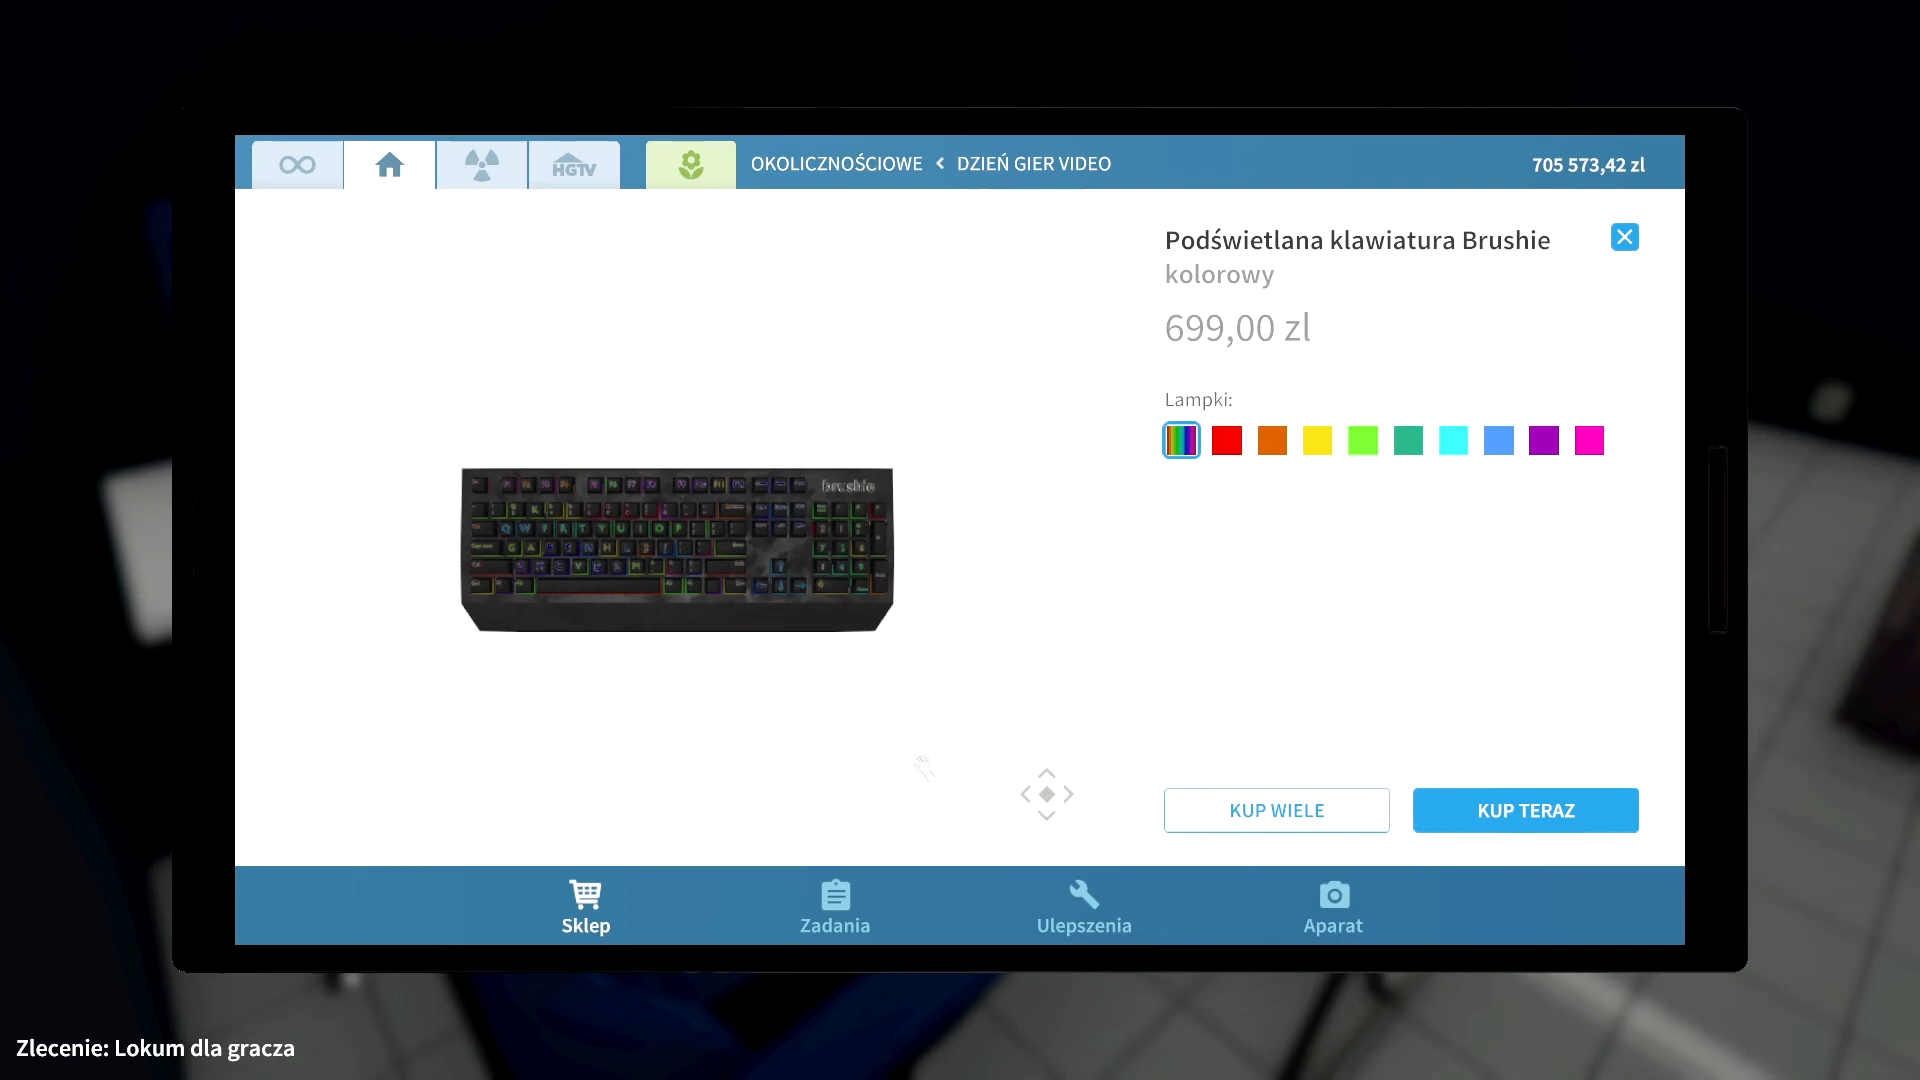 HGTV
OKOLICZNOŚCIOWE < DZIEŃ GIER VIDEO
705 573,42 zl
Podświetlana klawiatura Brushie
kolorowy
699,00 zl
Lampki:
brushie
KUP WIELE
KUP TERAZ
Sklep
Zadania
Ulepszenia
Aparat
Zlecenie: Lokum dla gracza